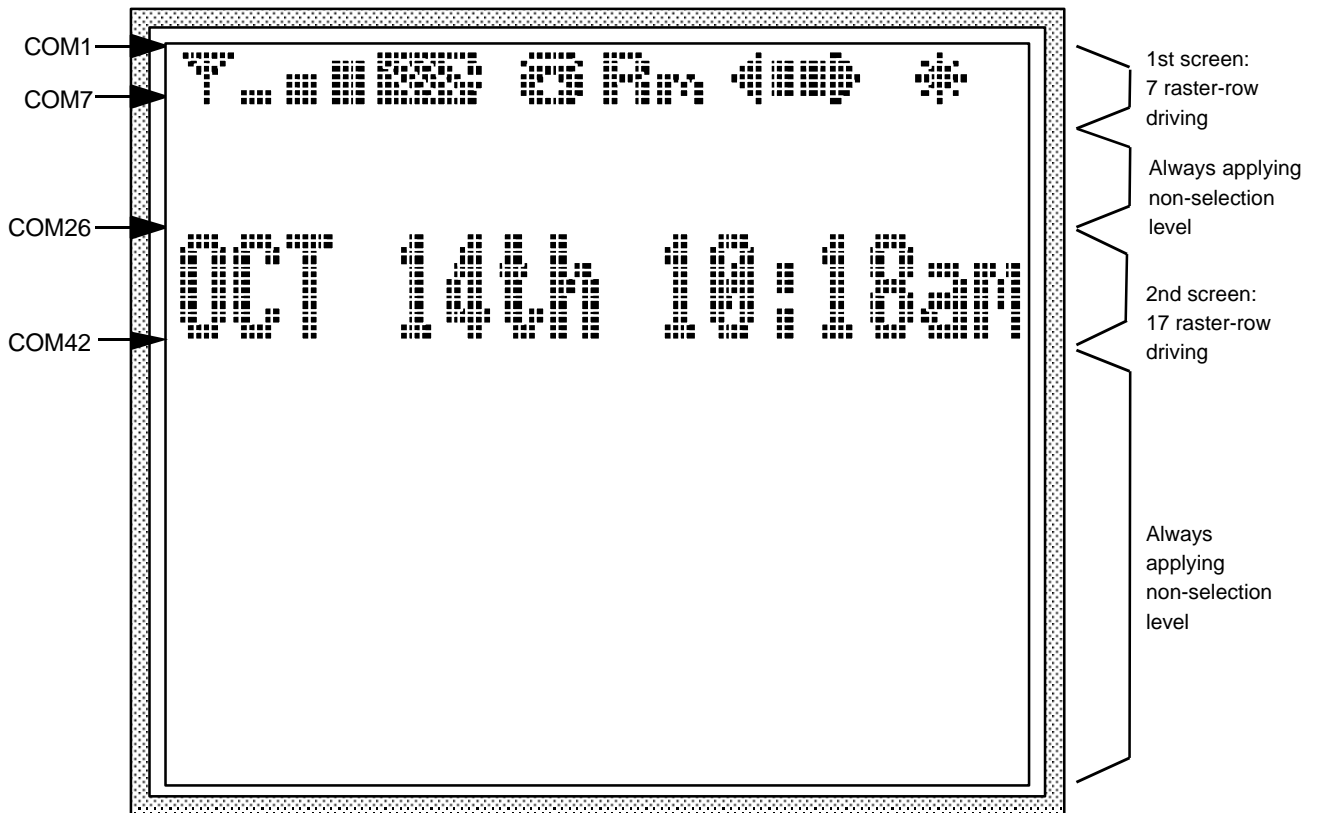 COM1
COM7
COM26
COM42
OCT 14th 10:18am
1st screen:
7 raster-row
driving
Always applying
non-selection
level
2nd screen:
17 raster-row
driving
Always
applying
non-selection
level